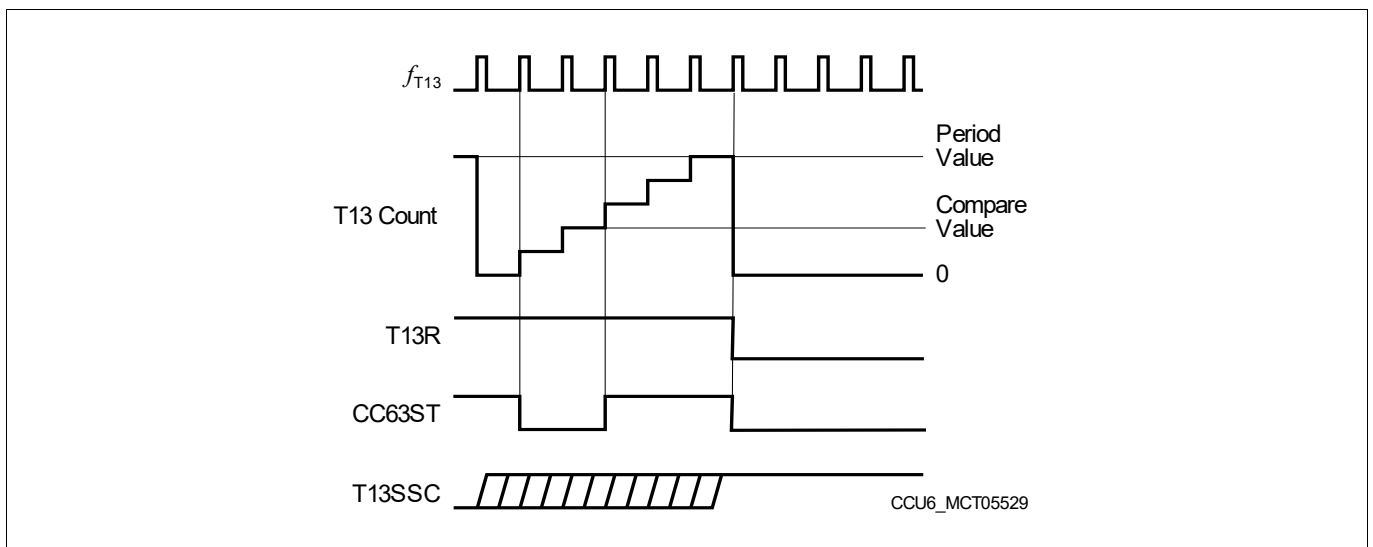 fT13
Period
Value
T13 Count
Compare
Value
0
T13R
CC63ST
T13SSC
CCU6_MCT05529